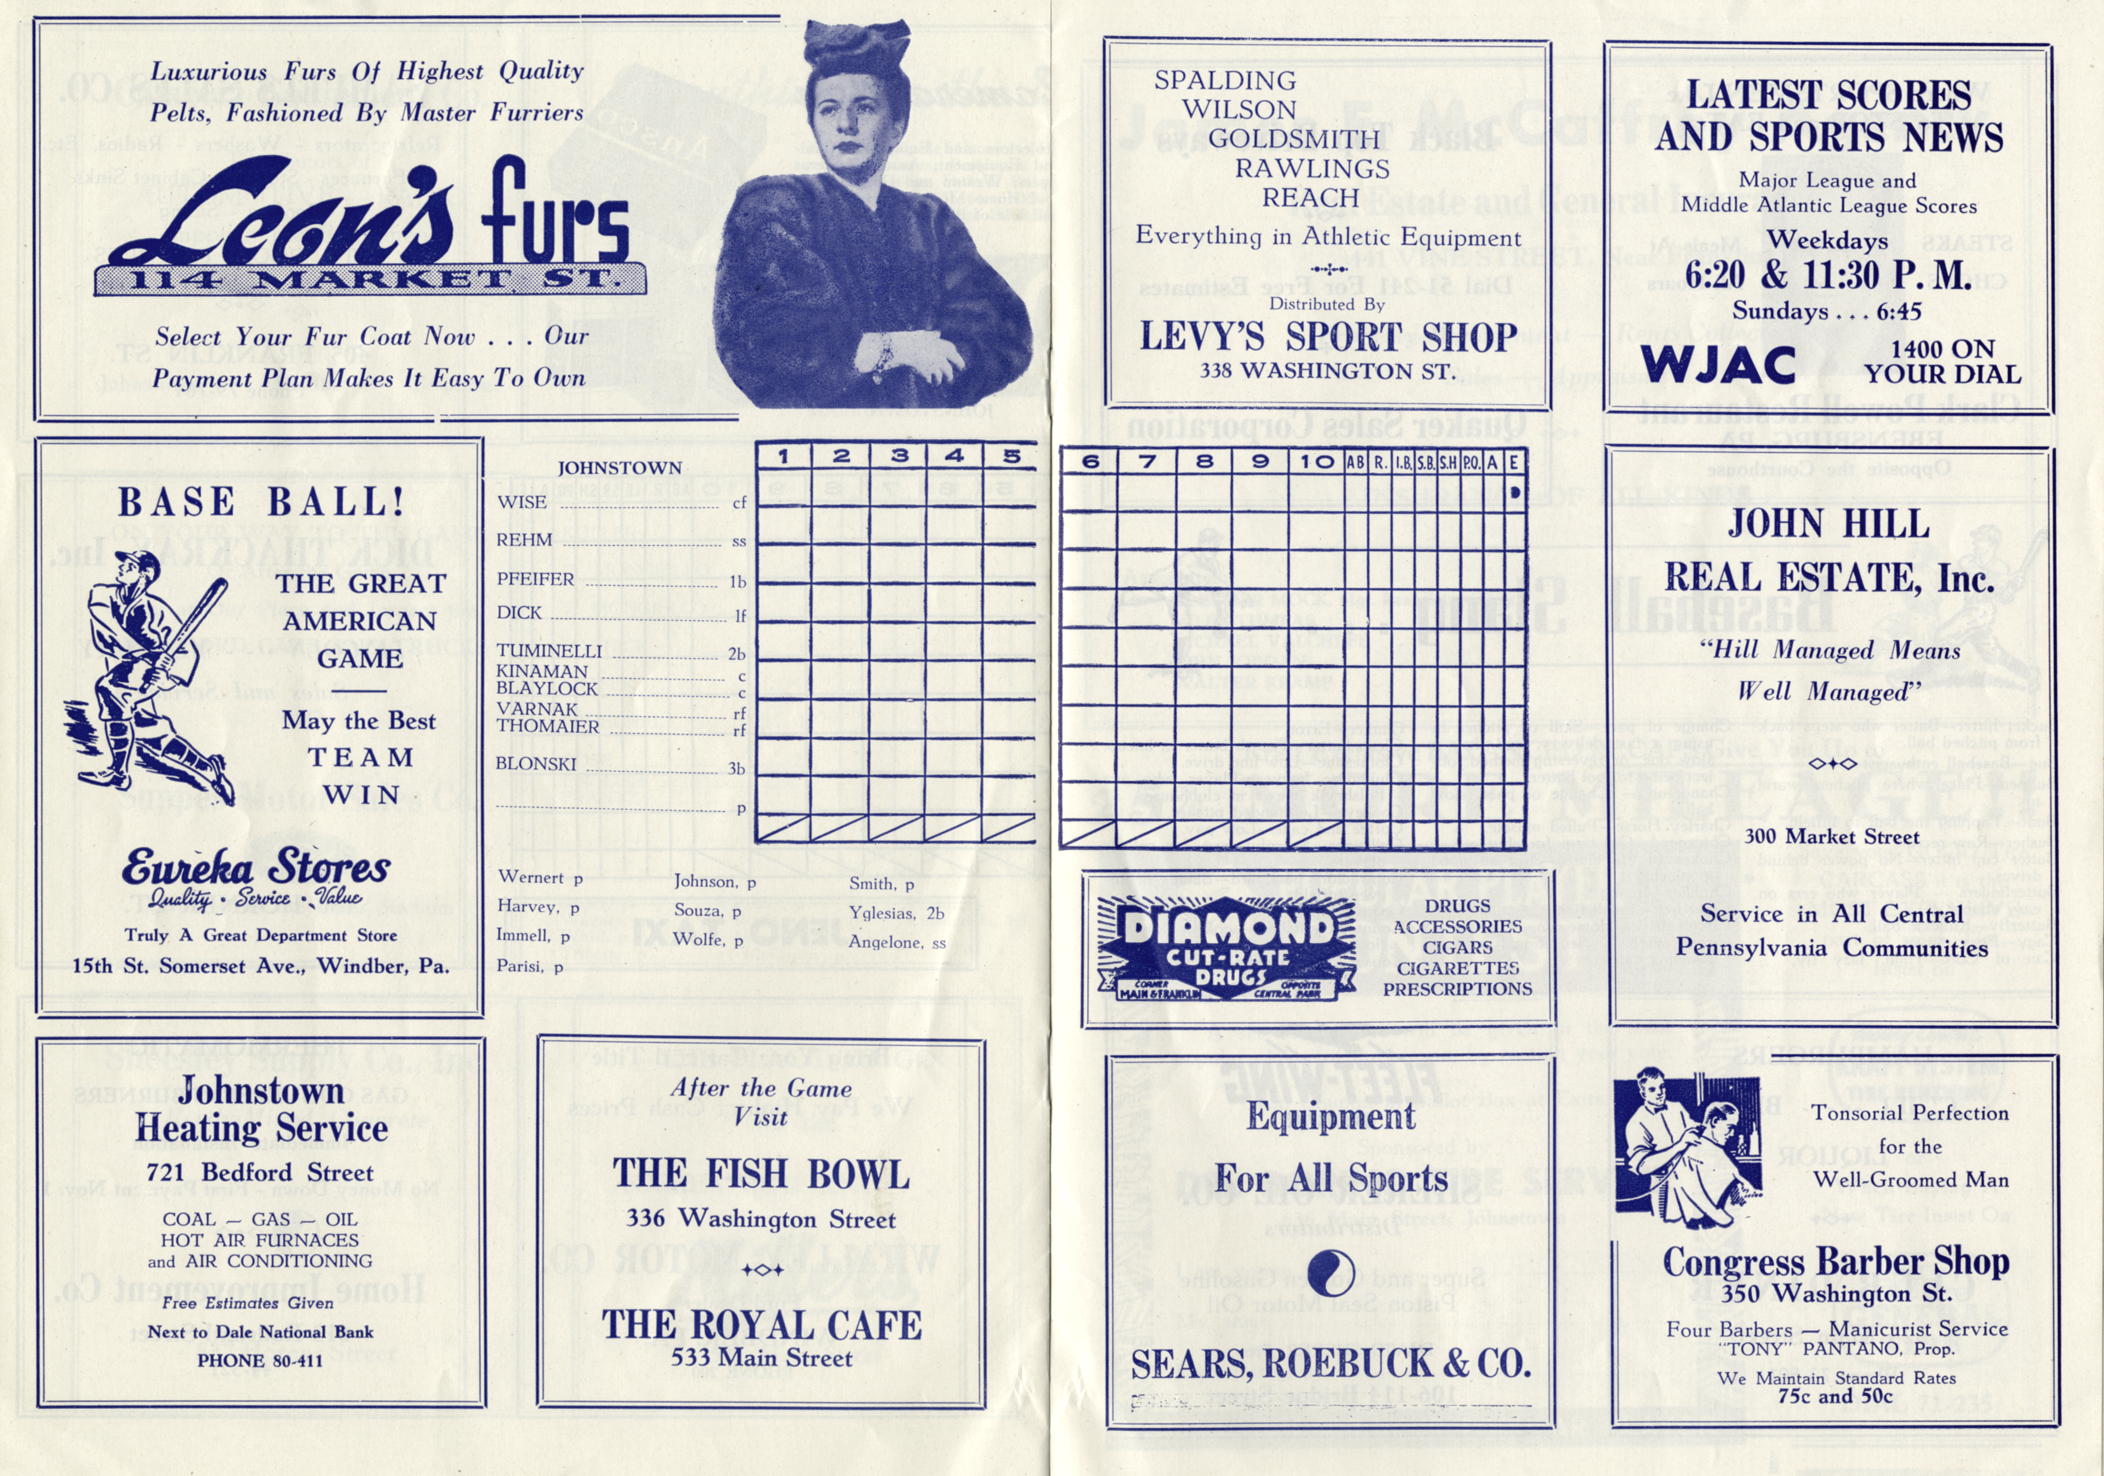 Luxurious Furs Of Highest Quality
Pelts, Fashioned By Master Furriers
Leon's furs
114 MARKET ST.
Select Your Fur Coat Now . . . Our
Payment Plan Makes It Easy To Own
SPALDING
WILSON
GOLDSMITH
RAWLINGS
REACH
Everything in Athletic Equipment
Distributed By
LEVY'S SPORT SHOP
338 WASHINGTON ST.
LATEST SCORES
AND SPORTS NEWS
Major League and
Middle Atlantic League Scores
Weekdays
6:20 & 11:30 P. M.
Sundays . . . 6:45
WJAC
1400 ON
YOUR DIAL
BASE BALL!
THE GREAT
AMERICAN
GAME
May the Best
TEAM
WIN
Eureka Stores
Quality · Service · Value
Truly A Great Department Store
15th St. Somerset Ave., Windber, Pa.
JOHNSTOWN 1 2 3 4 5 6 7 8 9 10 AB R. I.B. S.B. S.H P.O. A E
WISE cf
REHM ss
PFEIFER 1b
DICK lf
TUMINELLI 2b
KINAMAN c
BLAYLOCK c
VARNAK rf
THOMAIER rf
BLONSKI 3b
p
Wernert p Johnson, p Smith, p
Harvey, p Souza, p Yglesias, 2b
Immell, p Wolfe, p Angelone, ss
Parisi, p
DIAMOND
CUT-RATE
DRUGS
CORNER
MAIN & FRANKLIN
OPPOSITE
CENTRAL PARK
DRUGS
ACCESSORIES
CIGARS
CIGARETTES
PRESCRIPTIONS
JOHN HILL
REAL ESTATE, Inc.
"Hill Managed Means
Well Managed"
300 Market Street
Service in All Central
Pennsylvania Communities
Johnstown
Heating Service
721 Bedford Street
COAL — GAS — OIL
HOT AIR FURNACES
and AIR CONDITIONING
Free Estimates Given
Next to Dale National Bank
PHONE 80-411
After the Game
Visit
THE FISH BOWL
336 Washington Street
THE ROYAL CAFE
533 Main Street
Equipment
For All Sports
SEARS, ROEBUCK & CO.
Tonsorial Perfection
for the
Well-Groomed Man
Congress Barber Shop
350 Washington St.
Four Barbers — Manicurist Service
"TONY" PANTANO, Prop.
We Maintain Standard Rates
75c and 50c